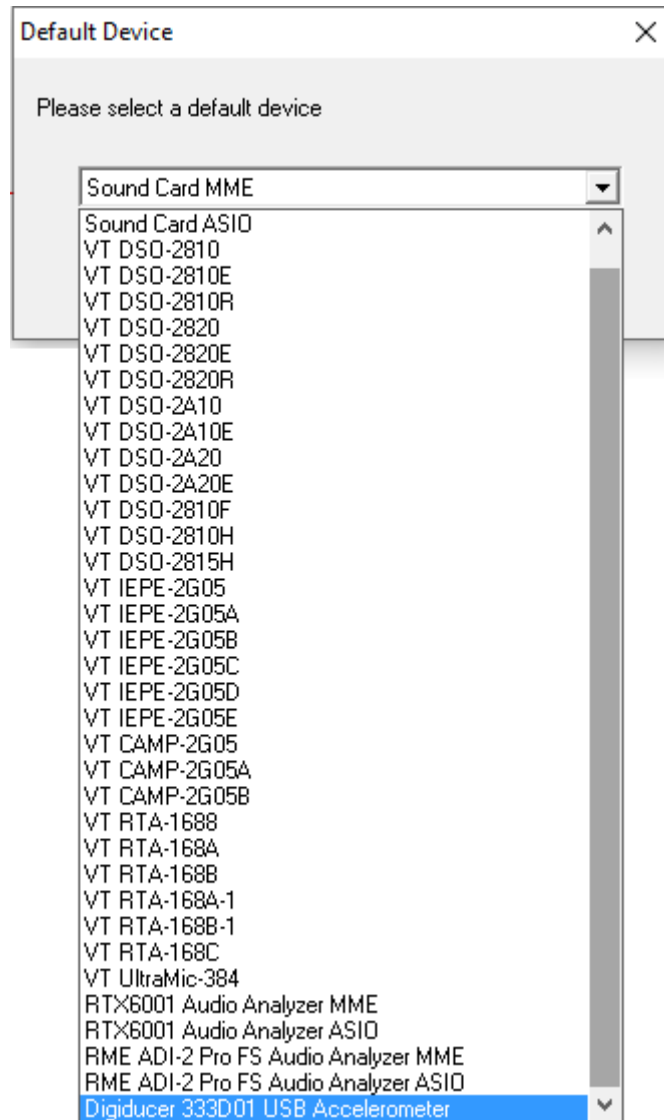 Default Device
Please select a default device
Sound Card MME
Sound Card ASIO
VT DSO-2810
VT DSO-2810E
VT DSO-2810R
VT DSO-2820
VT DSO-2820E
VT DSO-2820R
VT DSO-2A10
VT DSO-2A10E
VT DSO-2A20
VT DSO-2A20E
VT DSO-2810F
VT DSO-2810H
VT DSO-2815H
VT IEPE-2G05
VT IEPE-2G05A
VT IEPE-2G05B
VT IEPE-2G05C
VT IEPE-2G05D
VT IEPE-2G05E
VT CAMP-2G05
VT CAMP-2G05A
VT CAMP-2G05B
VT RTA-168B
VT RTA-168A
VT RTA-168B
VT RTA-168A-1
VT RTA-168B-1
VT RTA-168C
VT UltraMic-384
RTX6001 Audio Analyzer MME
RTX6001 Audio Analyzer ASIO
RME ADI-2 Pro FS Audio Analyzer MME
RME ADI-2 Pro FS Audio Analyzer ASIO
Digiducer 333D01 USB Accelerometer